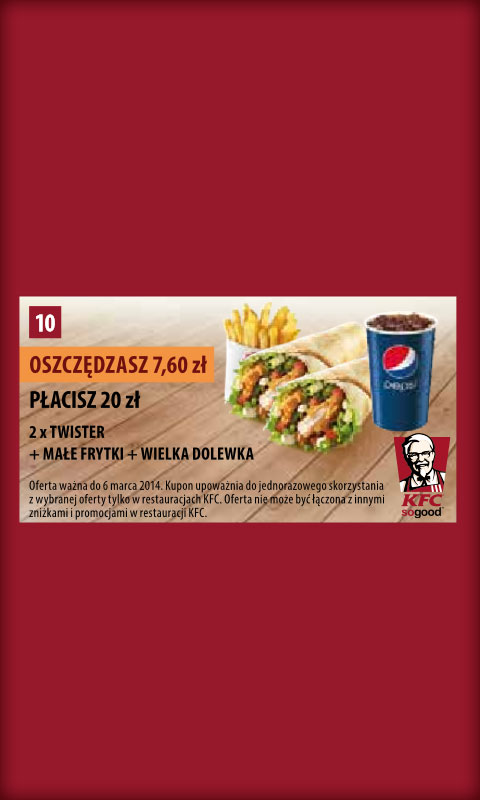 10
OSZCZĘDZASZ 7,60 zł
PŁACISZ 20 zł
2 x TWISTER
+ MAŁE FRYTKI + WIELKA DOLEWKA
Oferta ważna do 6 marca 2014. Kupon upoważnia do jednorazowego skorzystania
z wybranej oferty tylko w restauracjach KFC. Oferta nie może być łączona z innymi
zniżkami i promocjami w restauracji KFC.
pepsi
KFC
sogood